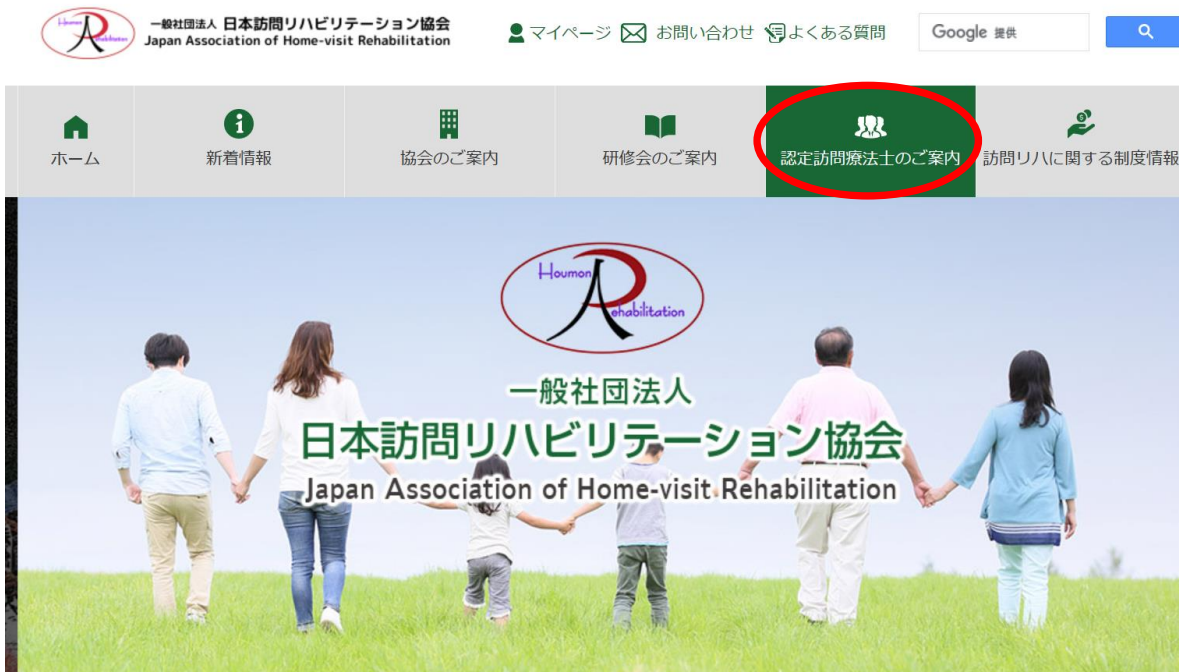 一般社団法人 日本訪問リハビリテーション協会
Japan Association of Home-visit Rehabilitation
マイページ お問い合わせ よくある質問
Google 提供
ホーム 新着情報 協会のご案内 研修会のご案内 認定訪問療法士のご案内 訪問リハに関する制度情報
Houmon
Rehabilitation
一般社団法人
日本訪問リハビリテーション協会
Japan Association of Home-visit Rehabilitation